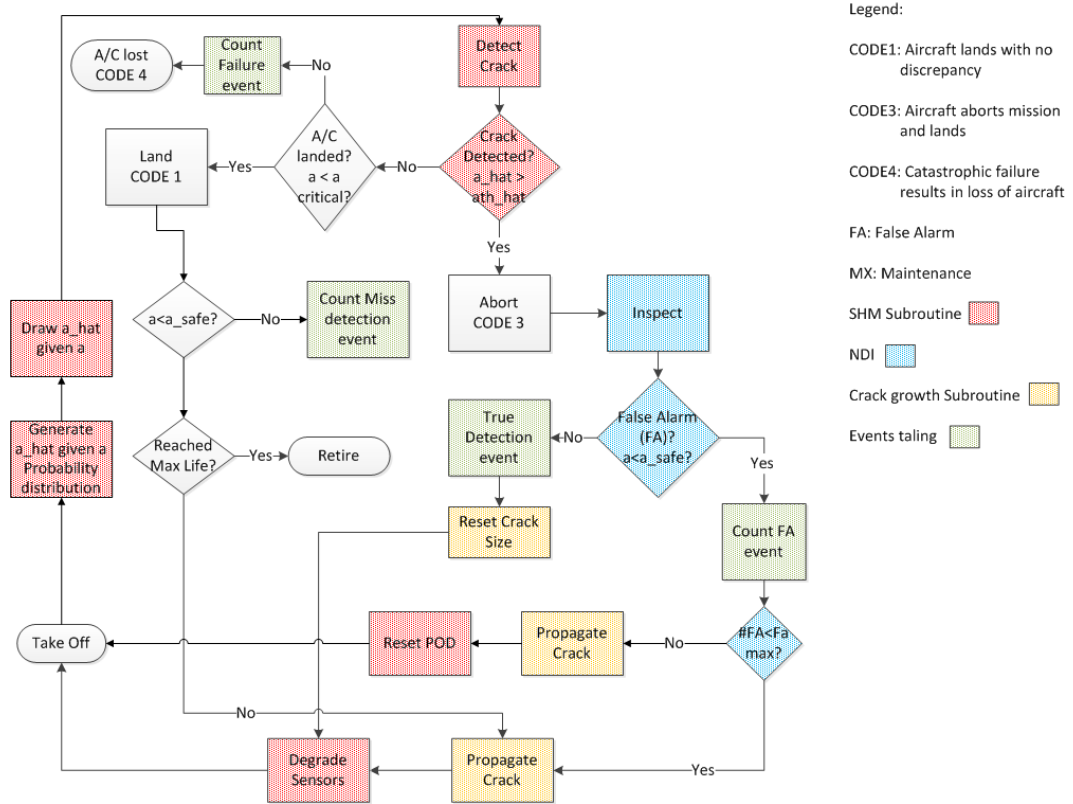 Legend:
CODE1: Aircraft lands with no
discrepancy
CODE3: Aircraft aborts mission
and lands
CODE4: Catastrophic failure
results in loss of aircraft
FA: False Alarm
MX: Maintenance
SHM Subroutine
NDI
Crack growth Subroutine
Events taling
Detect
Crack
Crack
Detected?
a_hat >
ath_hat
No
Yes
A/C
landed?
a < a
critical?
No
Yes
Count
Failure
event
A/C lost
CODE 4
Land
CODE 1
a<a_safe?
No
Count Miss
detection
event
Reached
Max Life?
Yes
Retire
No
Abort
CODE 3
Inspect
False Alarm
(FA)?
a<a_safe?
No
Yes
True
Detection
event
Reset Crack
Size
Count FA
event
#FA<Fa
max?
No
Yes
Propagate
Crack
Reset POD
Take Off
Propagate
Crack
Degrade
Sensors
Generate
a_hat given a
Probability
distribution
Draw a_hat
given a